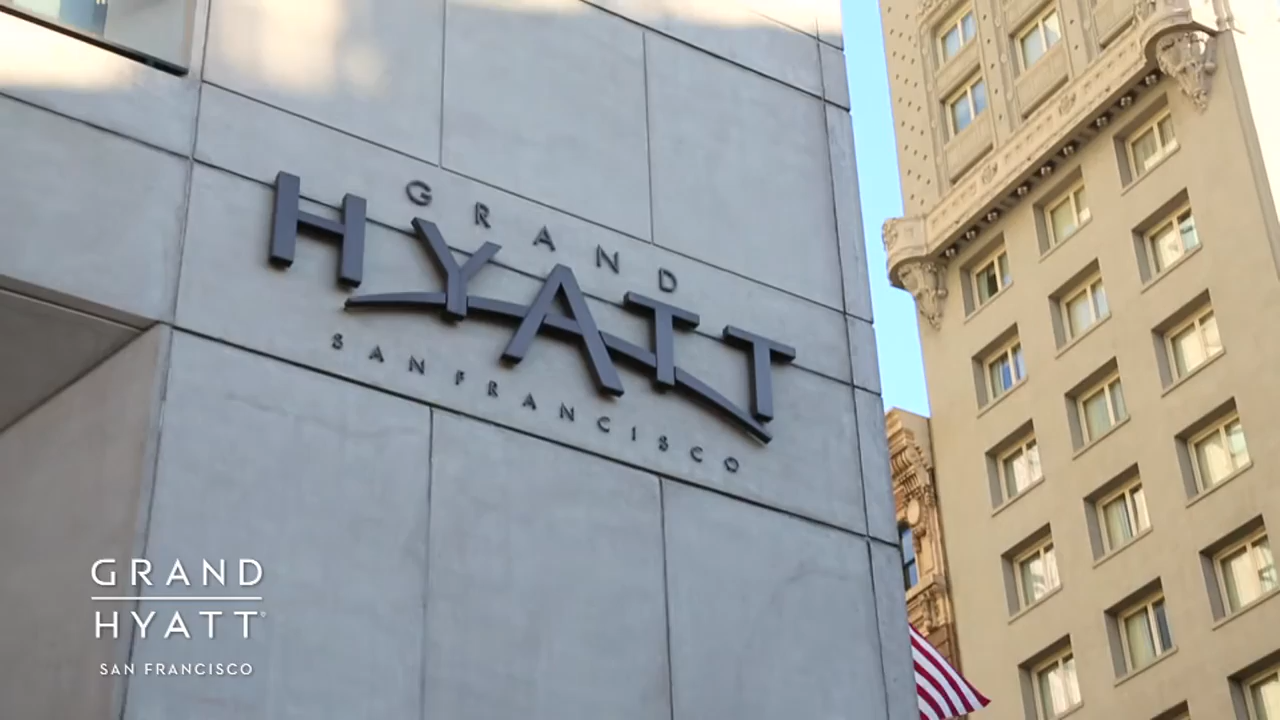 GRAND
HYATT
SAN FRANCISCO
GRAND
HYATT®
SAN FRANCISCO